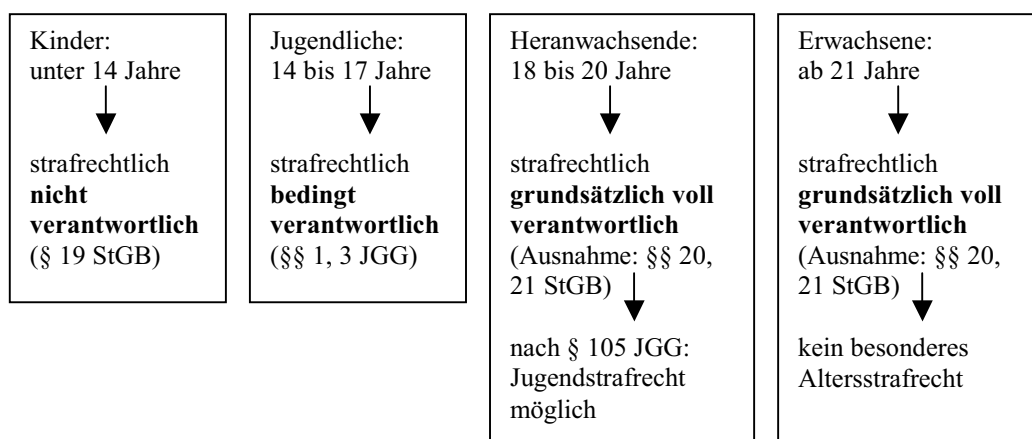 Kinder:
unter 14 Jahre
strafrechtlich
nicht
verantwortlich
(§ 19 StGB)
Jugendliche:
14 bis 17 Jahre
strafrechtlich
bedingt
verantwortlich
(§§ 1, 3 JGG)
Heranwachsende:
18 bis 20 Jahre
strafrechtlich
grundsätzlich voll
verantwortlich
(Ausnahme: §§ 20,
21 StGB)
nach § 105 JGG:
Jugendstrafrecht
möglich
Erwachsene:
ab 21 Jahre
strafrechtlich
grundsätzlich voll
verantwortlich
(Ausnahme: §§ 20,
21 StGB)
kein besonderes
Altersstrafrecht